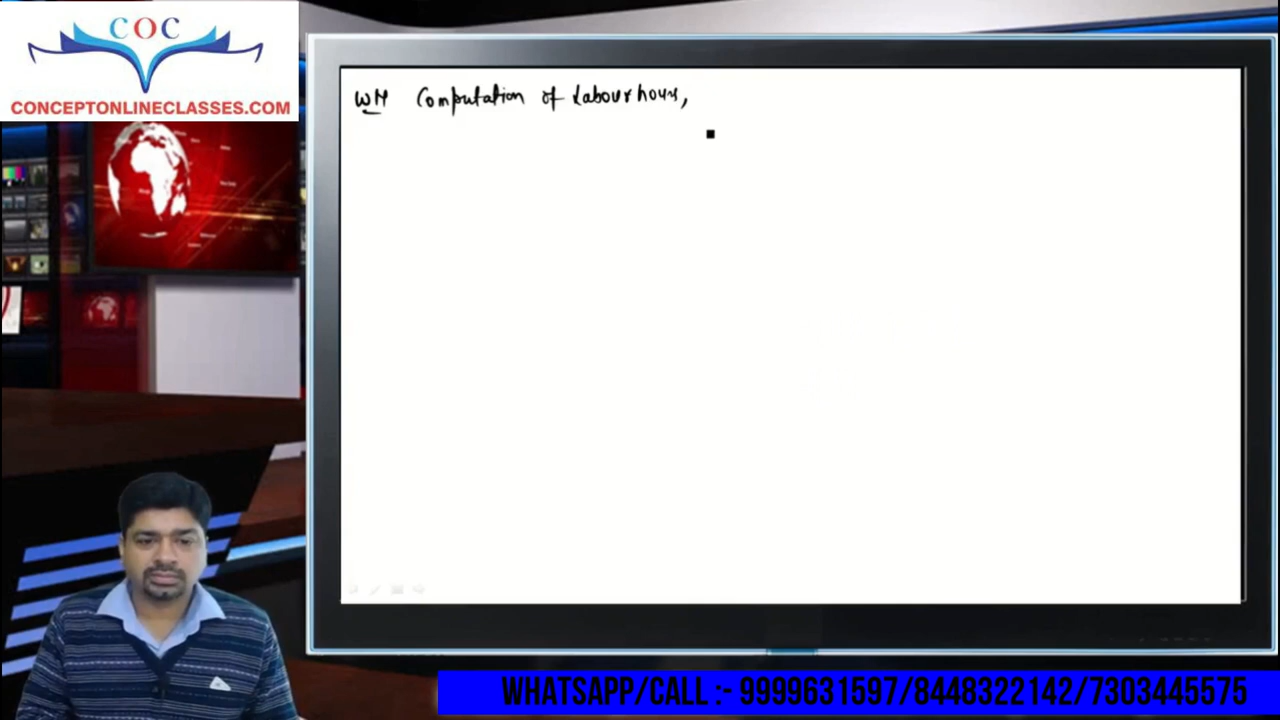 COC
CONCEPTONLINECLASSES.COM
WN Computation of Labour hours,
WHATSAPP/CALL :- 9999631597/8448322142/7303445575